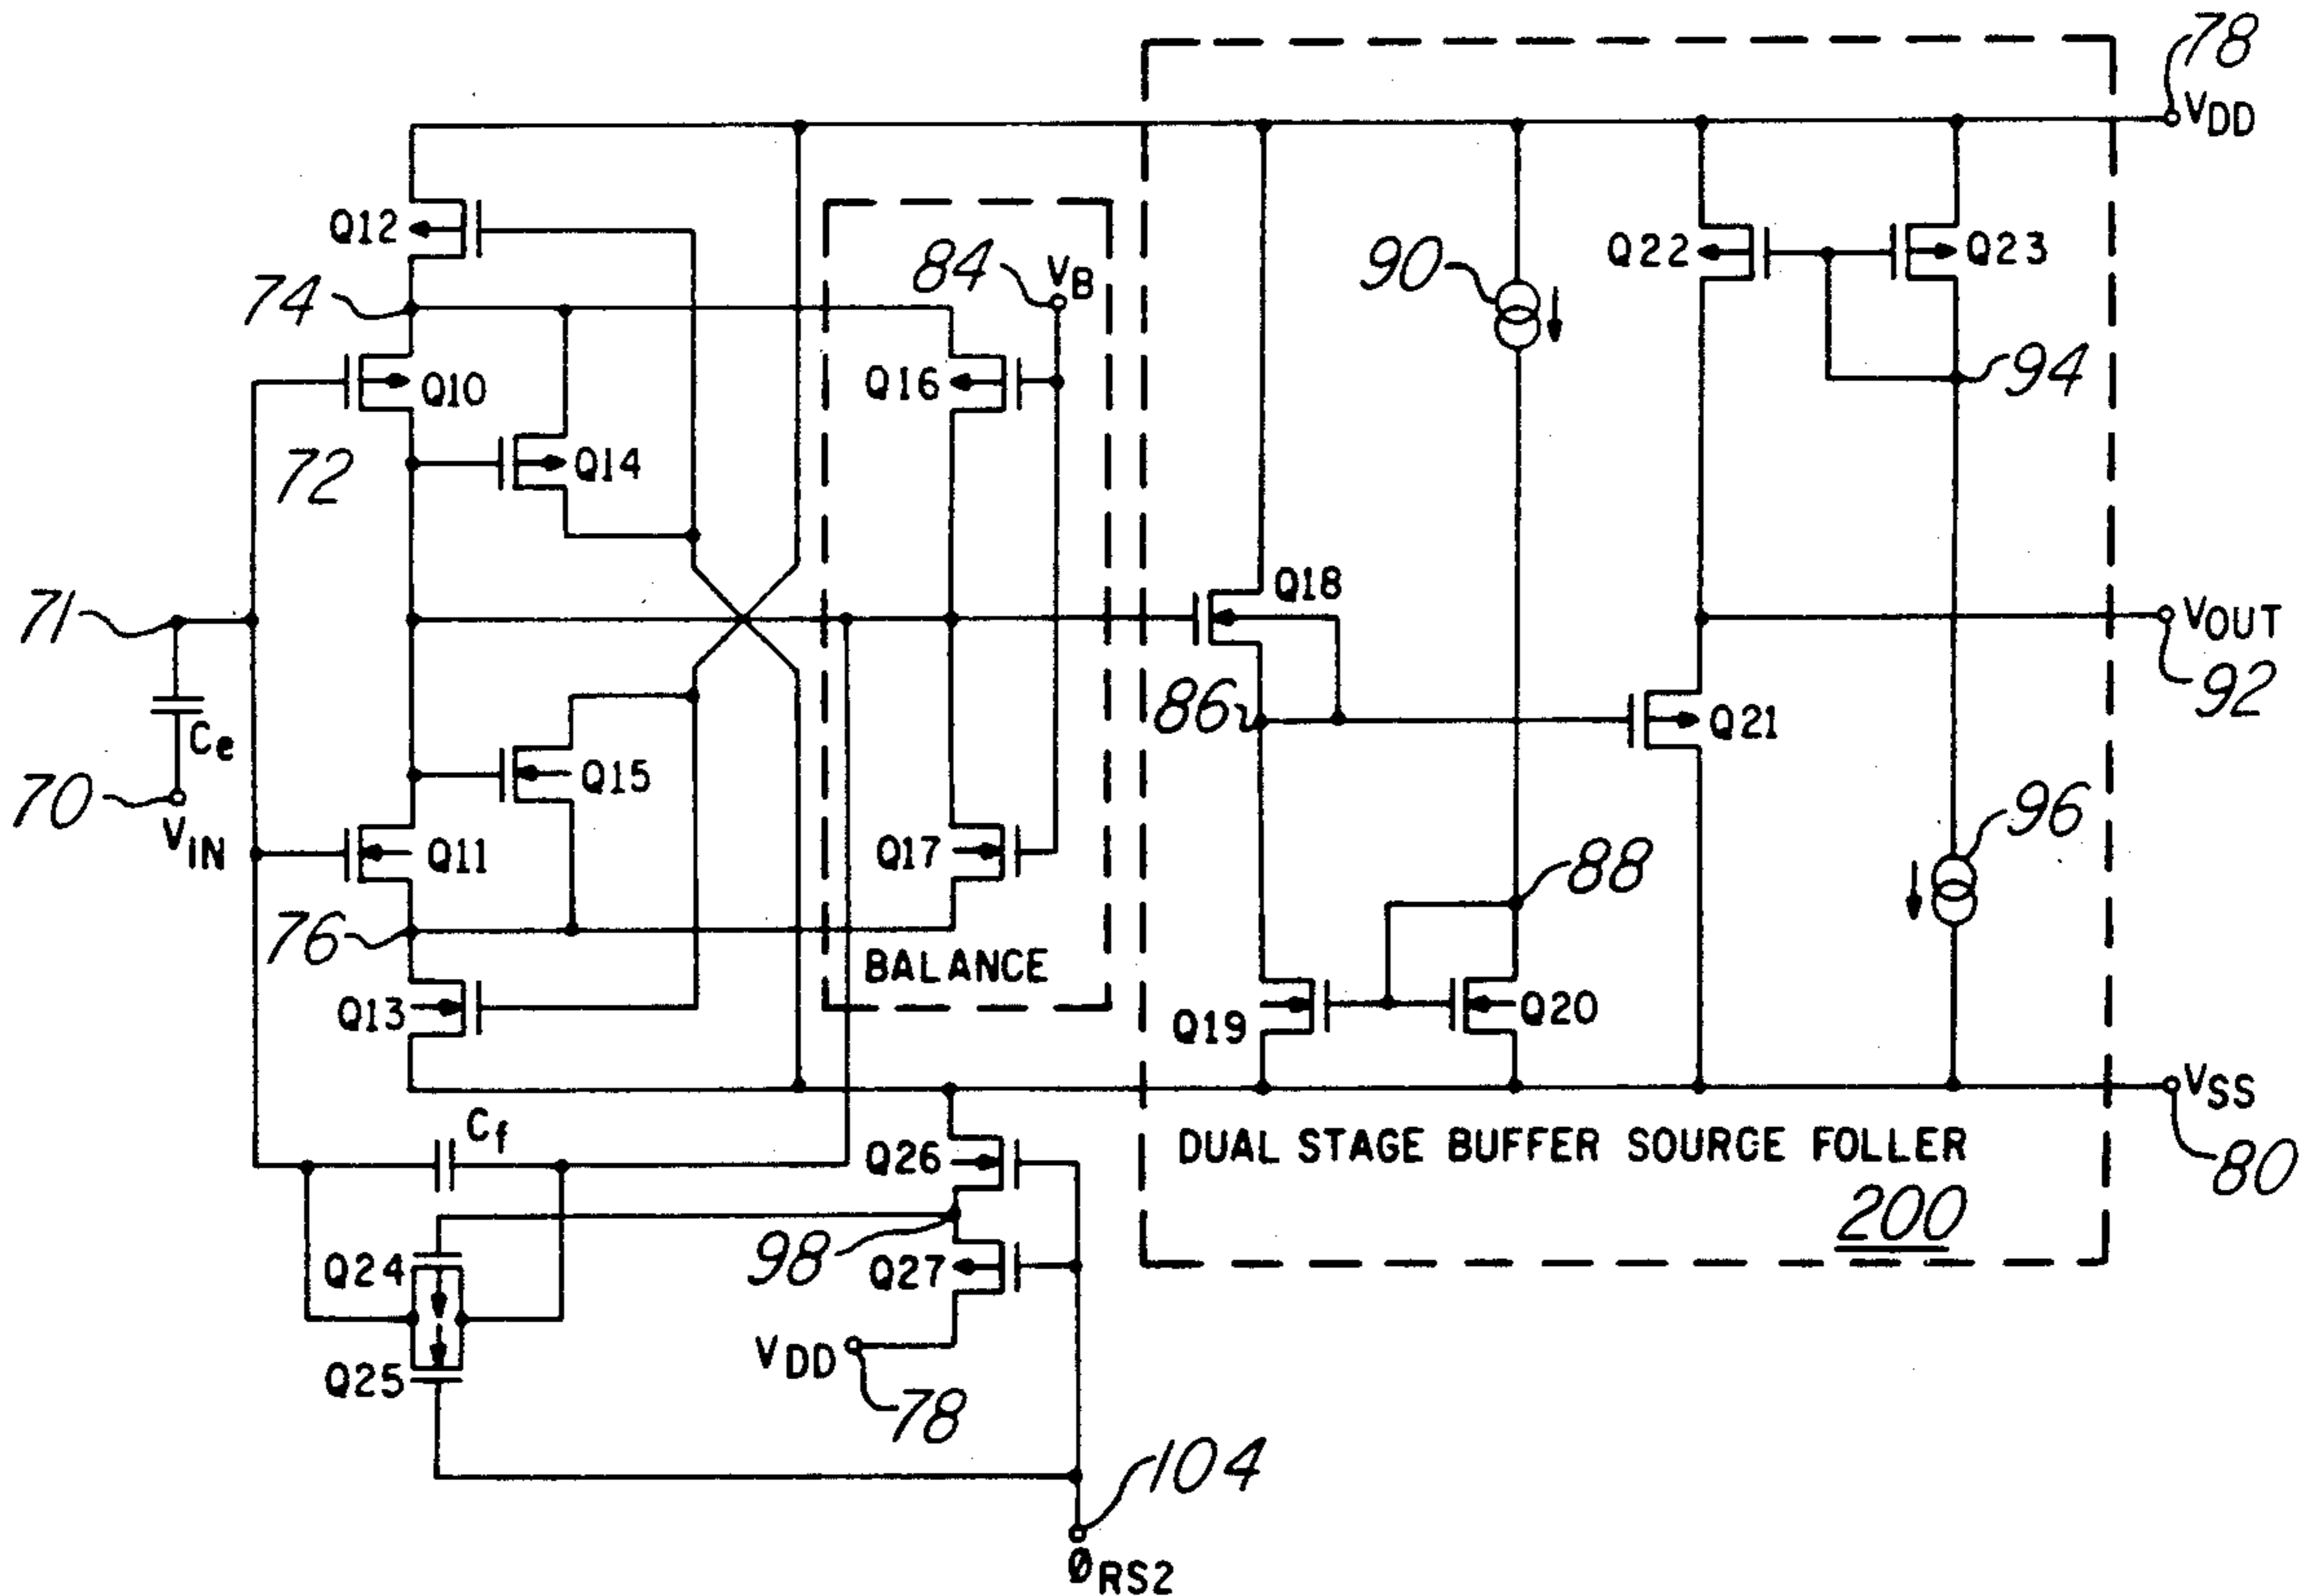 78
VDD
Q12
84
VB
90
Q22
Q23
74
Q10
Q16
94
72
Q14
71
Q18
VOUT
92
86
Q21
Ce
70
VIN
Q15
Q11
Q17
96
88
76
BALANCE
Q13
Q19
Q20
VSS
80
Cf
Q26
DUAL STAGE BUFFER SOURCE FOLLER
200
98
Q24
Q27
VDD
Q25
78
104
ØRS2